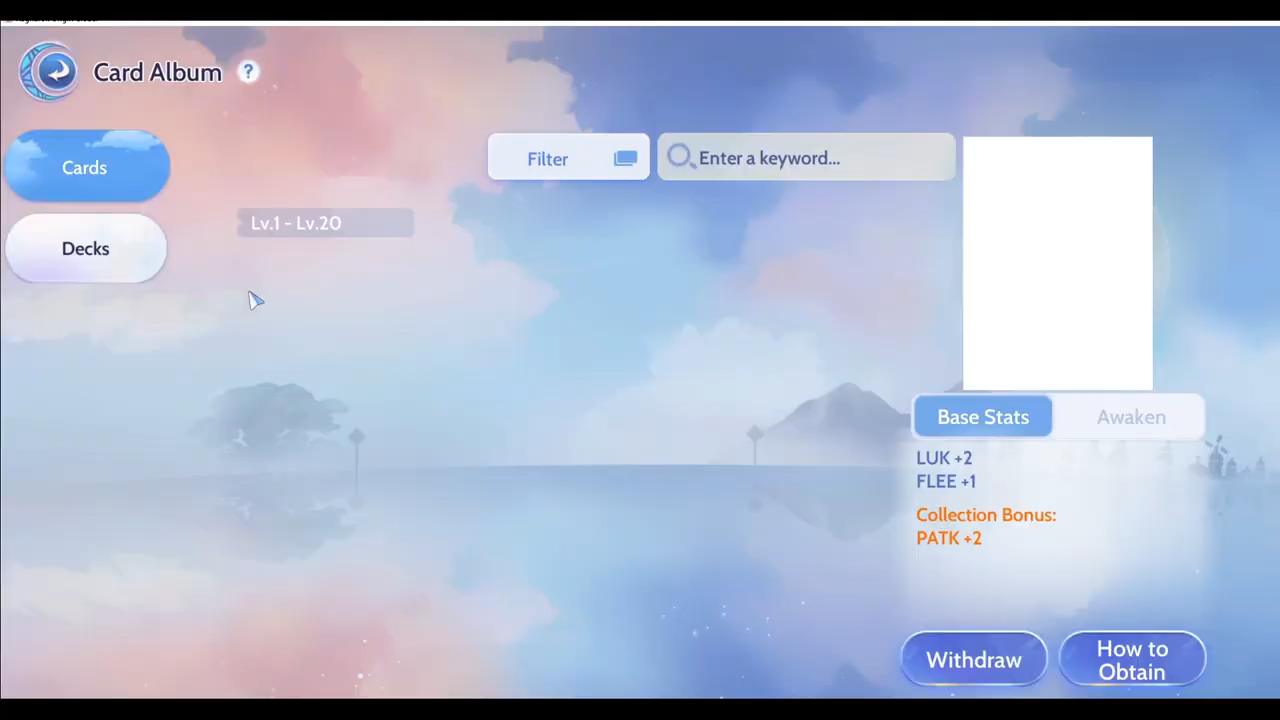 Card Album ?
Cards
Filter
Enter a keyword...
Lv.1 - Lv.20
Decks
Base Stats
Awaken
LUK +2
FLEE +1
Collection Bonus:
PATK +2
Withdraw
How to
Obtain